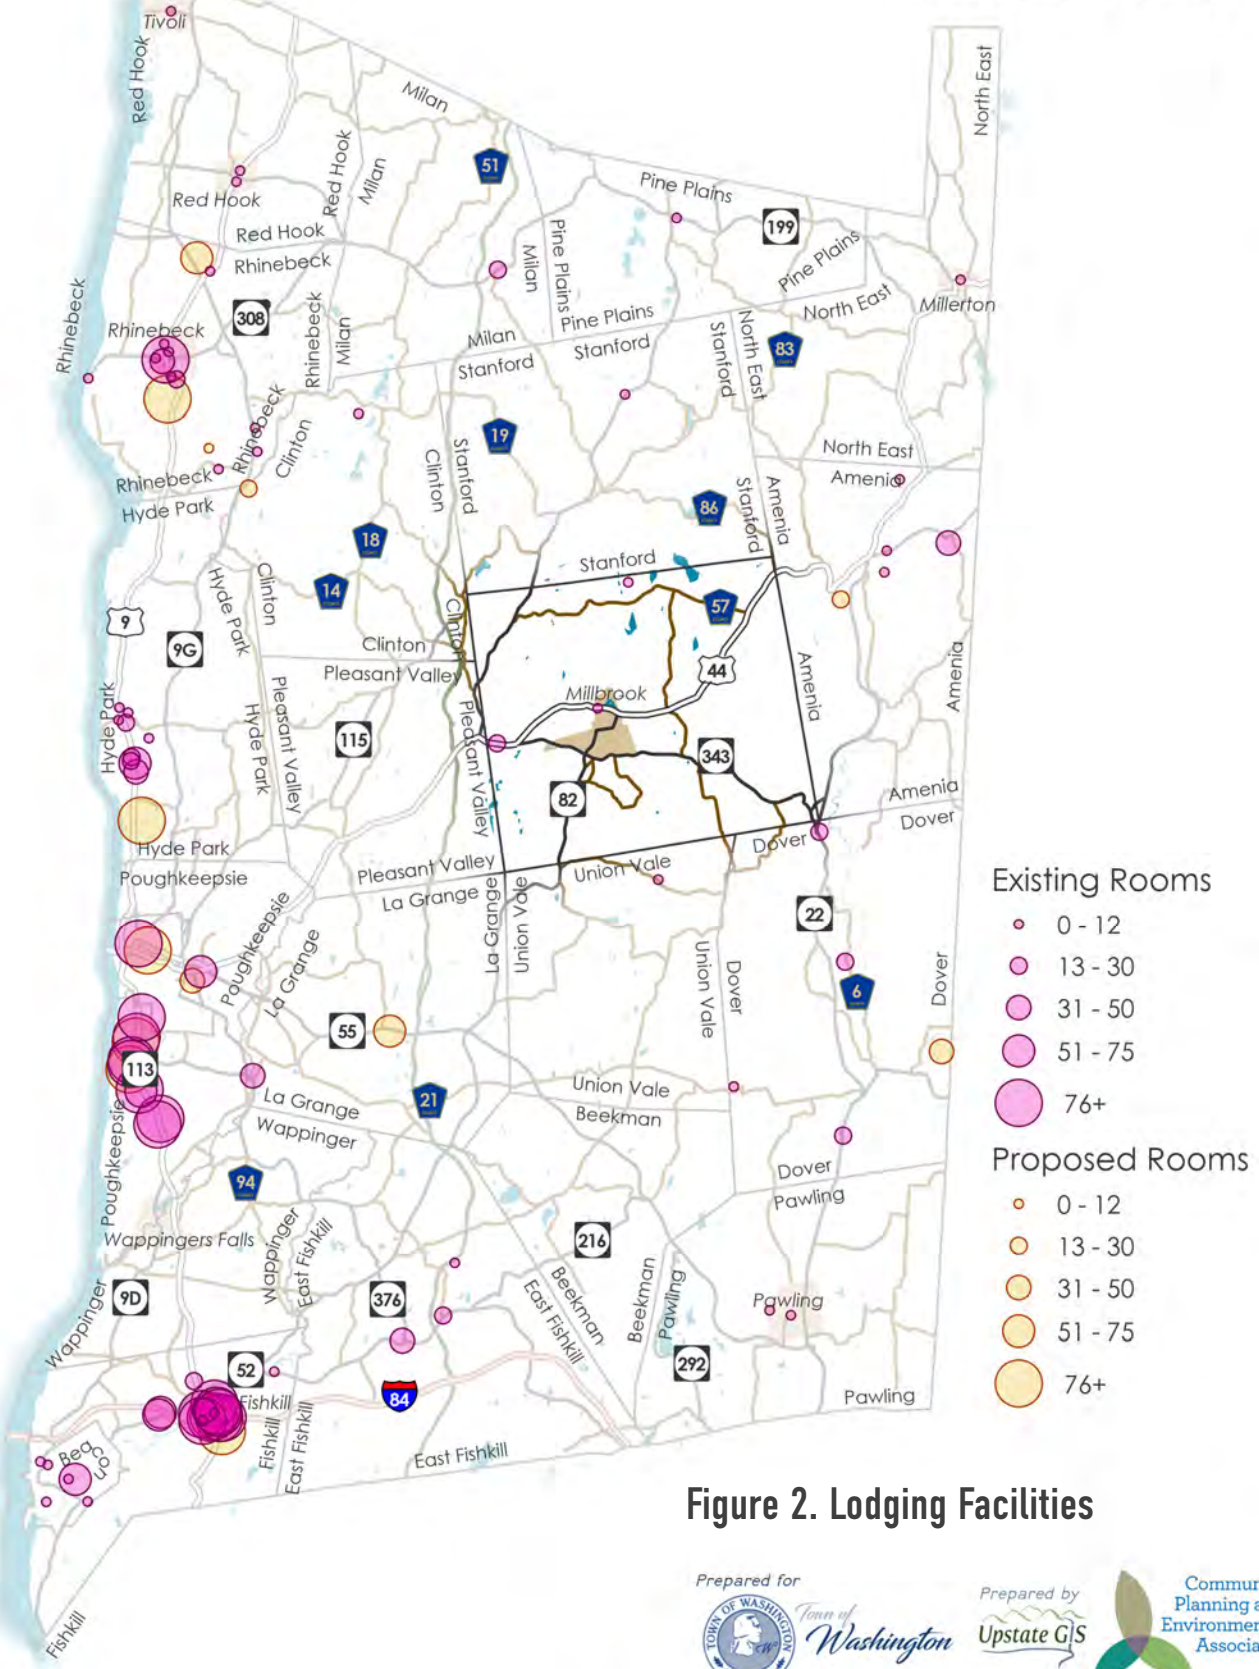 Tivoli
Red Hook
Milan
North East
Red Hook
Milan
51
Red Hook
Pine Plains
199
Red Hook
Rhinebeck
Milan
Pine Plains
Pine Plains
North East
Millerton
Rhinebeck
308
Rhinebeck
Rhinebeck
Milan
Pine Plains
Stanford
Milan
Stanford
Stanford
North East
83
Rhinebeck
Clinton
19
Clinton
Stanford
North East
Amenia
Rhinebeck
Hyde Park
86
Stanford
Amenia
18
14
Stanford
57
9
9G
Hyde Park
Clinton
Clinton
Clinton
Pleasant Valley
44
Amenia
Amenia
Millbrook
Hyde Park
Hyde Park
Pleasant Valley
115
Pleasant Valley
343
82
Amenia
Dover
Hyde Park
Poughkeepsie
Pleasant Valley
La Grange
Union Vale
Dover
La Grange
Union Vale
22
Poughkeepsie
La Grange
Union Vale
Dover
Dover
6
55
113
21
La Grange
Wappinger
Union Vale
Beekman
Poughkeepsie
94
Dover
Pawling
Wappingers Falls
Wappinger
East Fishkill
216
Wappinger
9D
376
East Fishkill
Beekman
Beekman
Pawling
Pawling
52
292
Fishkill
84
Pawling
Beacon
Fishkill
East Fishkill
East Fishkill
Fishkill
Existing Rooms
0 - 12
13 - 30
31 - 50
51 - 75
76+
Proposed Rooms
0 - 12
13 - 30
31 - 50
51 - 75
76+
Figure 2. Lodging Facilities
Prepared for
TOWN OF WASHINGTON
Town of
Washington
Prepared by
Upstate GIS
Commun
Planning a
Environmen
Associa